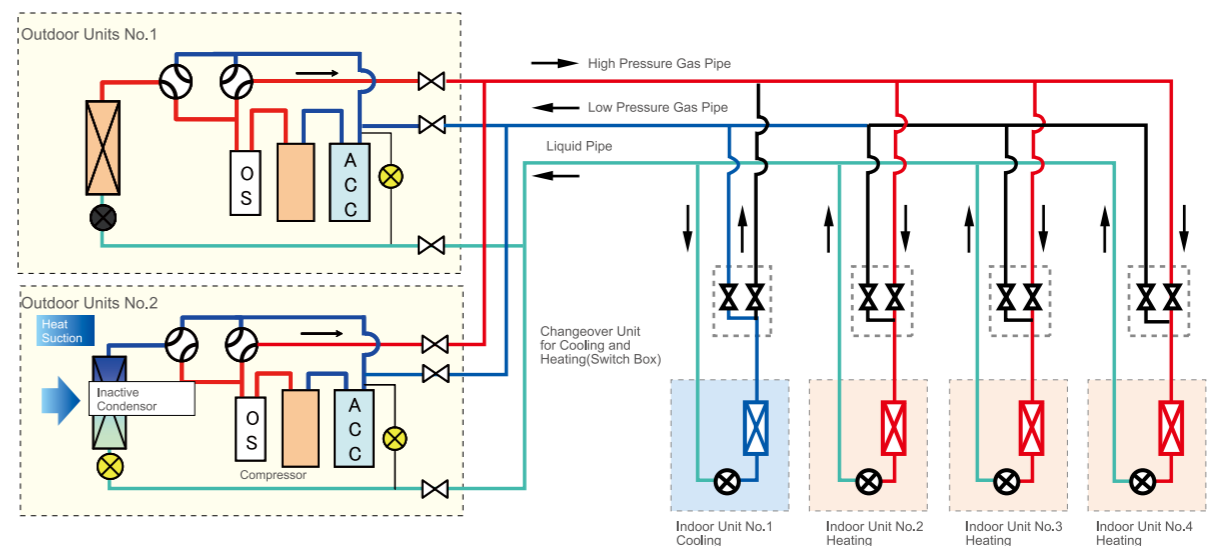 Outdoor Units No.1
O
S
A
C
C
High Pressure Gas Pipe
Low Pressure Gas Pipe
Liquid Pipe
Outdoor Units No.2
Heat
Suction
Inactive
Condensor
O
S
A
C
C
Compressor
Changeover Unit
for Cooling and
Heating(Switch Box)
Indoor Unit No.1
Cooling
Indoor Unit No.2
Heating
Indoor Unit No.3
Heating
Indoor Unit No.4
Heating